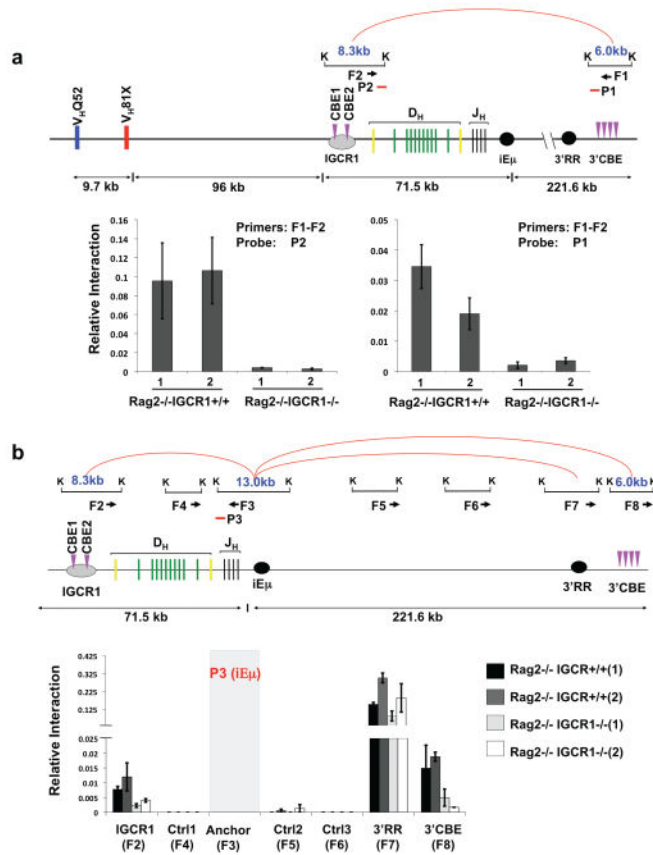 a
K K K K
8.3kb 6.0kb
F2 F1
P2 P1
VHQ52
VH81X
CBE1
CBE2
DH
JH
IGCR1
iEμ
3'RR
3'CBE
9.7 kb 96 kb 71.5 kb 221.6 kb
Relative Interaction
0.16
0.14
0.12
0.1
0.08
0.06
0.04
0.02
0
Primers: F1-F2
Probe: P2
1 2 1 2
Rag2-/-IGCR1+/+ Rag2-/-IGCR1-/-
0.05
0.04
0.03
0.02
0.01
0
Primers: F1-F2
Probe: P1
1 2 1 2
Rag2-/-IGCR1+/+ Rag2-/-IGCR1-/-
b
K 8.3kb K K K K 13.0kb K K K K K K K K 6.0kb K
F2 F4 F3 F5 F6 F7 F8
P3
CBE1
CBE2
DH
JH
IGCR1
iEμ
3'RR
3'CBE
71.5 kb 221.6 kb
Relative Interaction
0.425
0.325
0.225
0.125
0.025
0.02
0.015
0.01
0.005
0
P3 (iEμ)
IGCR1 Ctrl1 Anchor Ctrl2 Ctrl3 3'RR 3'CBE
(F2) (F4) (F3) (F5) (F6) (F7) (F8)
Rag2-/- IGCR+/+(1)
Rag2-/- IGCR+/+(2)
Rag2-/- IGCR1-/-(1)
Rag2-/- IGCR1-/-(2)